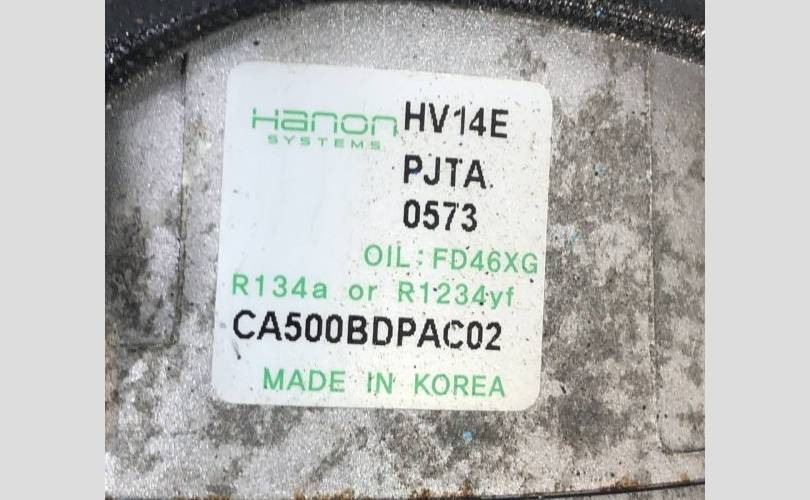 Hanon HV14E
SYSTEMS
PJTA
0573
OIL:FD46XG
R134a or R1234yf
CA500BDPAC02
MADE IN KOREA